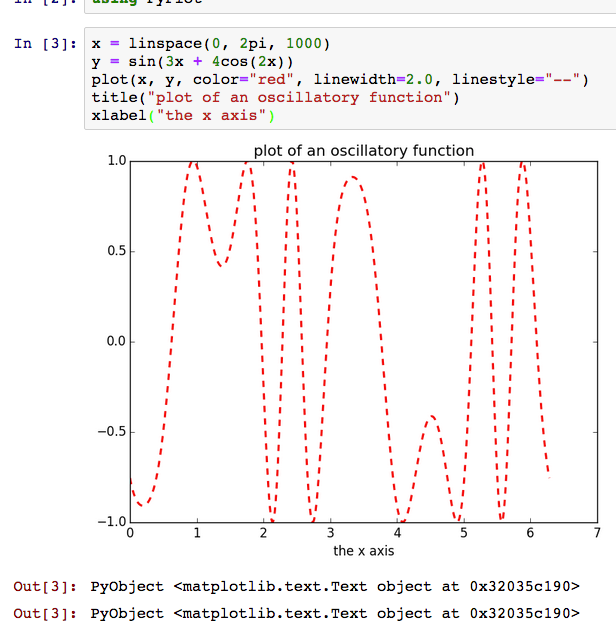 In [2]: using PyPlot
In [3]: x = linspace(0, 2pi, 1000)
y = sin(3x + 4cos(2x))
plot(x, y, color="red", linewidth=2.0, linestyle="--")
title("plot of an oscillatory function")
xlabel("the x axis")
plot of an oscillatory function
1.0
0.5
0.0
−0.5
−1.0
0 1 2 3 4 5 6 7
the x axis
Out[3]: PyObject <matplotlib.text.Text object at 0x32035c190>
Out[3]: PyObject <matplotlib.text.Text object at 0x32035c190>